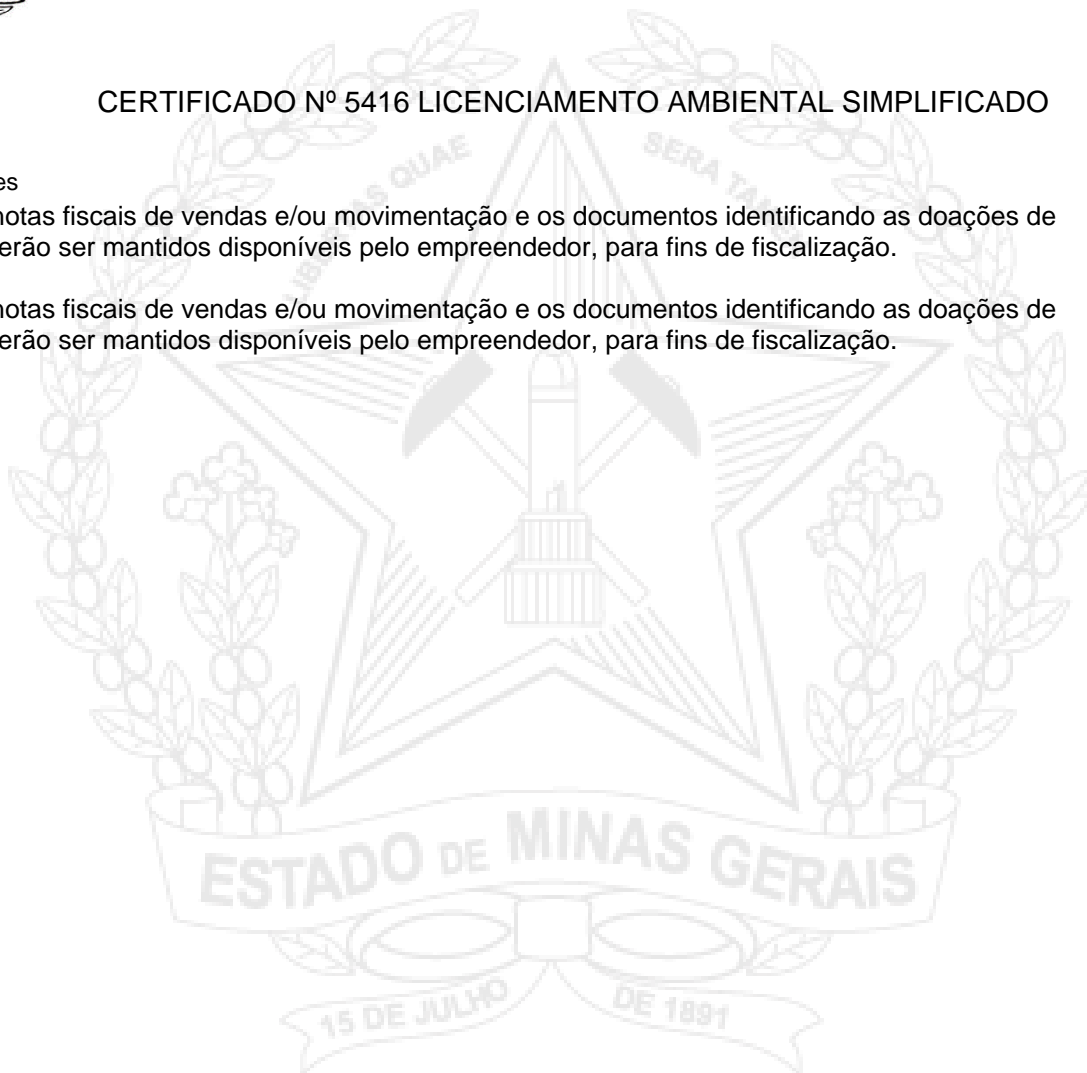 CERTIFICADO Nº 5416 LICENCIAMENTO AMBIENTAL SIMPLIFICADO
es
notas fiscais de vendas e/ou movimentação e os documentos identificando as doações de
erão ser mantidos disponíveis pelo empreendedor, para fins de fiscalização.
notas fiscais de vendas e/ou movimentação e os documentos identificando as doações de
erão ser mantidos disponíveis pelo empreendedor, para fins de fiscalização.
QUAE SERA TAMEN
ESTADO DE MINAS GERAIS
15 DE JULHO DE 1891